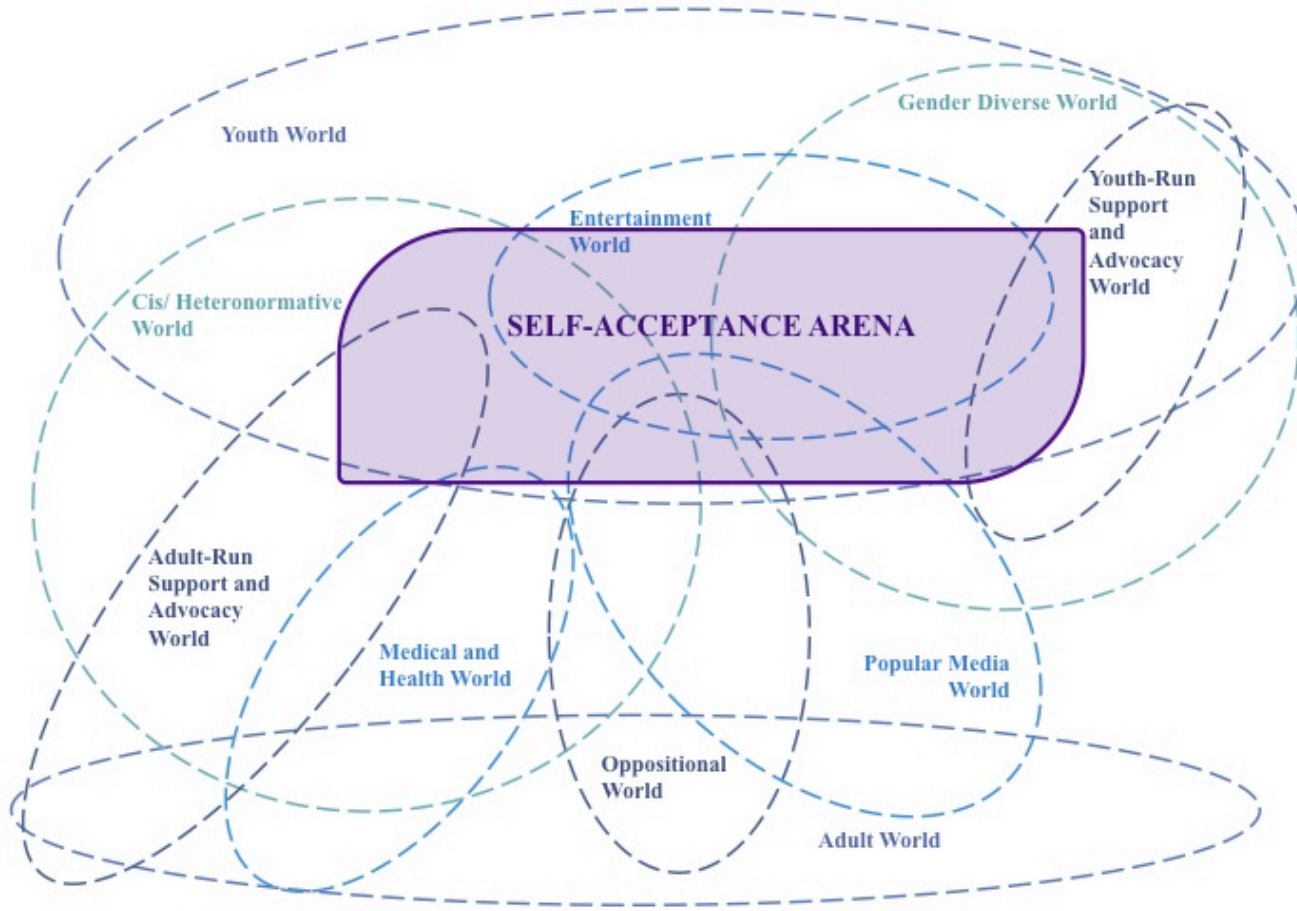 Gender Diverse World
Youth World
Youth-Run
Support
and
Advocacy
World
Entertainment
World
Cis/ Heteronormative
World
SELF-ACCEPTANCE ARENA
Adult-Run
Support and
Advocacy
World
Medical and
Health World
Popular Media
World
Oppositional
World
Adult World